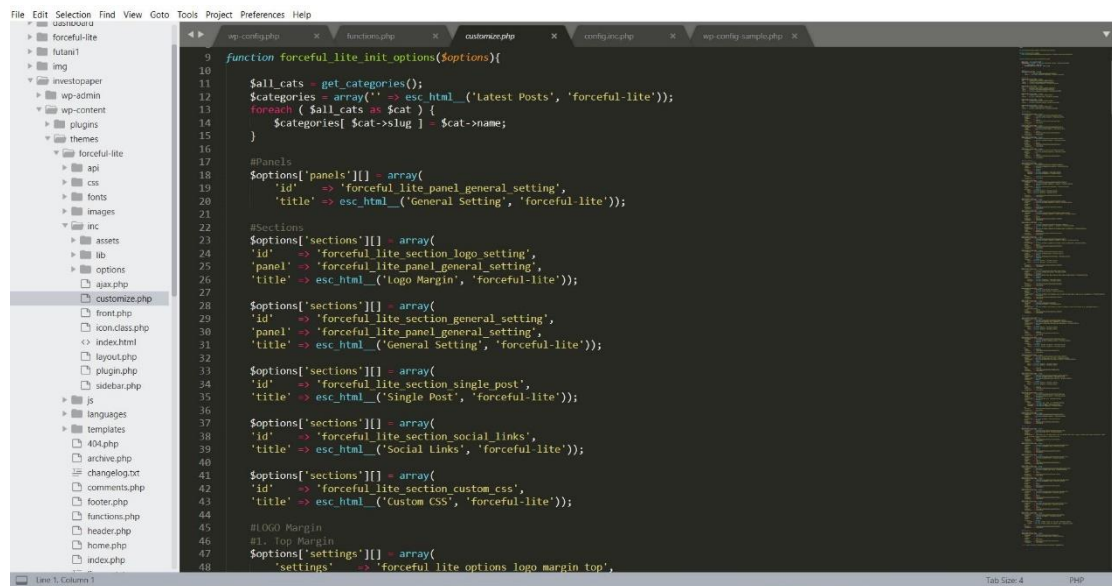 File Edit Selection Find View Goto Tools Project Preferences Help
dashboard
forceful-lite
futani1
img
investopaper
wp-admin
wp-content
plugins
themes
forceful-lite
api
css
fonts
images
inc
assets
lib
options
ajax.php
customize.php
front.php
icon.class.php
index.html
layout.php
plugin.php
sidebar.php
js
languages
templates
404.php
archive.php
changelog.txt
comments.php
footer.php
functions.php
header.php
home.php
index.php
wp-config.php × functions.php × customize.php × config.inc.php × wp-config-sample.php ×
9 function forceful_lite_init_options($options){
10
11 $all_cats = get_categories();
12 $categories = array('' => esc_html__('Latest Posts', 'forceful-lite'));
13 foreach ( $all_cats as $cat ) {
14 $categories[ $cat->slug ] = $cat->name;
15 }
16
17 #Panels
18 $options['panels'][] = array(
19 'id' => 'forceful_lite_panel_general_setting',
20 'title' => esc_html__('General Setting', 'forceful-lite'));
21
22 #Sections
23 $options['sections'][] = array(
24 'id' => 'forceful_lite_section_logo_setting',
25 'panel' => 'forceful_lite_panel_general_setting',
26 'title' => esc_html__('Logo Margin', 'forceful-lite'));
27
28 $options['sections'][] = array(
29 'id' => 'forceful_lite_section_general_setting',
30 'panel' => 'forceful_lite_panel_general_setting',
31 'title' => esc_html__('General Setting', 'forceful-lite'));
32
33 $options['sections'][] = array(
34 'id' => 'forceful_lite_section_single_post',
35 'title' => esc_html__('Single Post', 'forceful-lite'));
36
37 $options['sections'][] = array(
38 'id' => 'forceful_lite_section_social_links',
39 'title' => esc_html__('Social Links', 'forceful-lite'));
40
41 $options['sections'][] = array(
42 'id' => 'forceful_lite_section_custom_css',
43 'title' => esc_html__('Custom CSS', 'forceful-lite'));
44
45 #LOGO Margin
46 #1. Top Margin
47 $options['settings'][] = array(
48 'settings' => 'forceful_lite_options_logo_margin_top',
Line 1, Column 1 Tab Size: 4 PHP